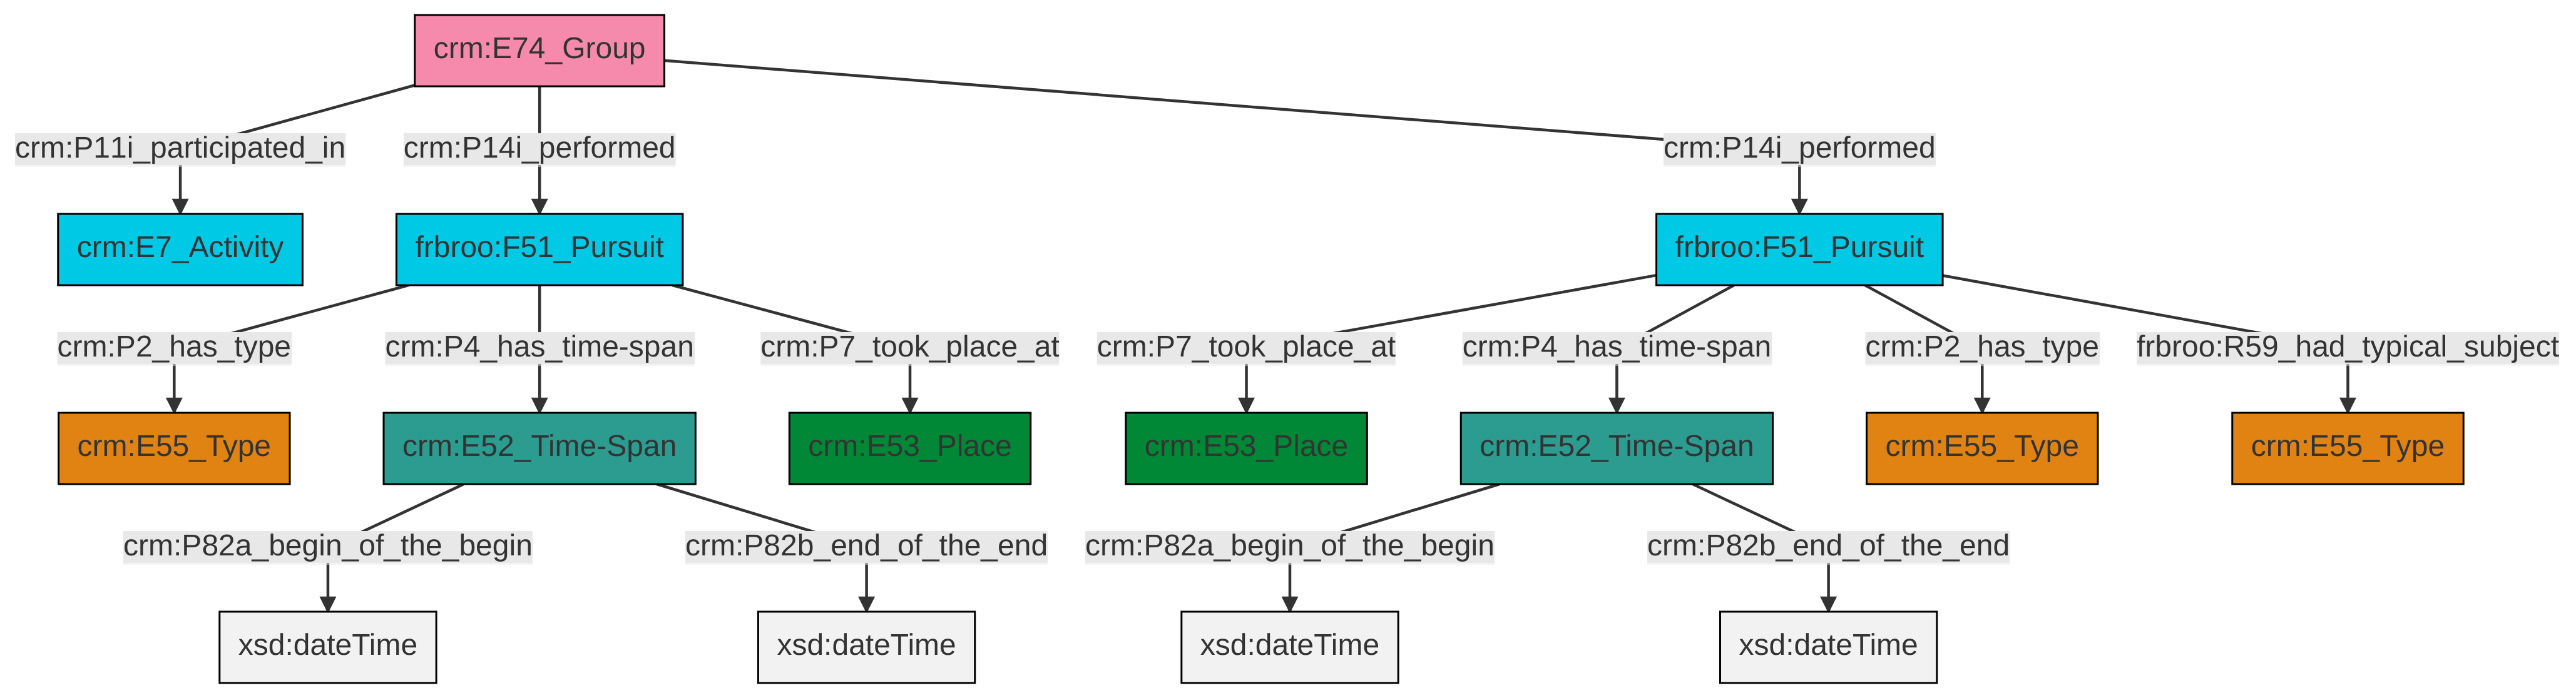 crm:E74_Group
crm:P11i_participated_in
crm:P14i_performed
crm:P14i_performed
crm:E7_Activity
frbroo:F51_Pursuit
frbroo:F51_Pursuit
crm:P2_has_type
crm:P4_has_time-span
crm:P7_took_place_at
crm:P7_took_place_at
crm:P4_has_time-span
crm:P2_has_type
frbroo:R59_had_typical_subject
crm:E55_Type
crm:E52_Time-Span
crm:E53_Place
crm:E53_Place
crm:E52_Time-Span
crm:E55_Type
crm:E55_Type
crm:P82a_begin_of_the_begin
crm:P82b_end_of_the_end
crm:P82a_begin_of_the_begin
crm:P82b_end_of_the_end
xsd:dateTime
xsd:dateTime
xsd:dateTime
xsd:dateTime